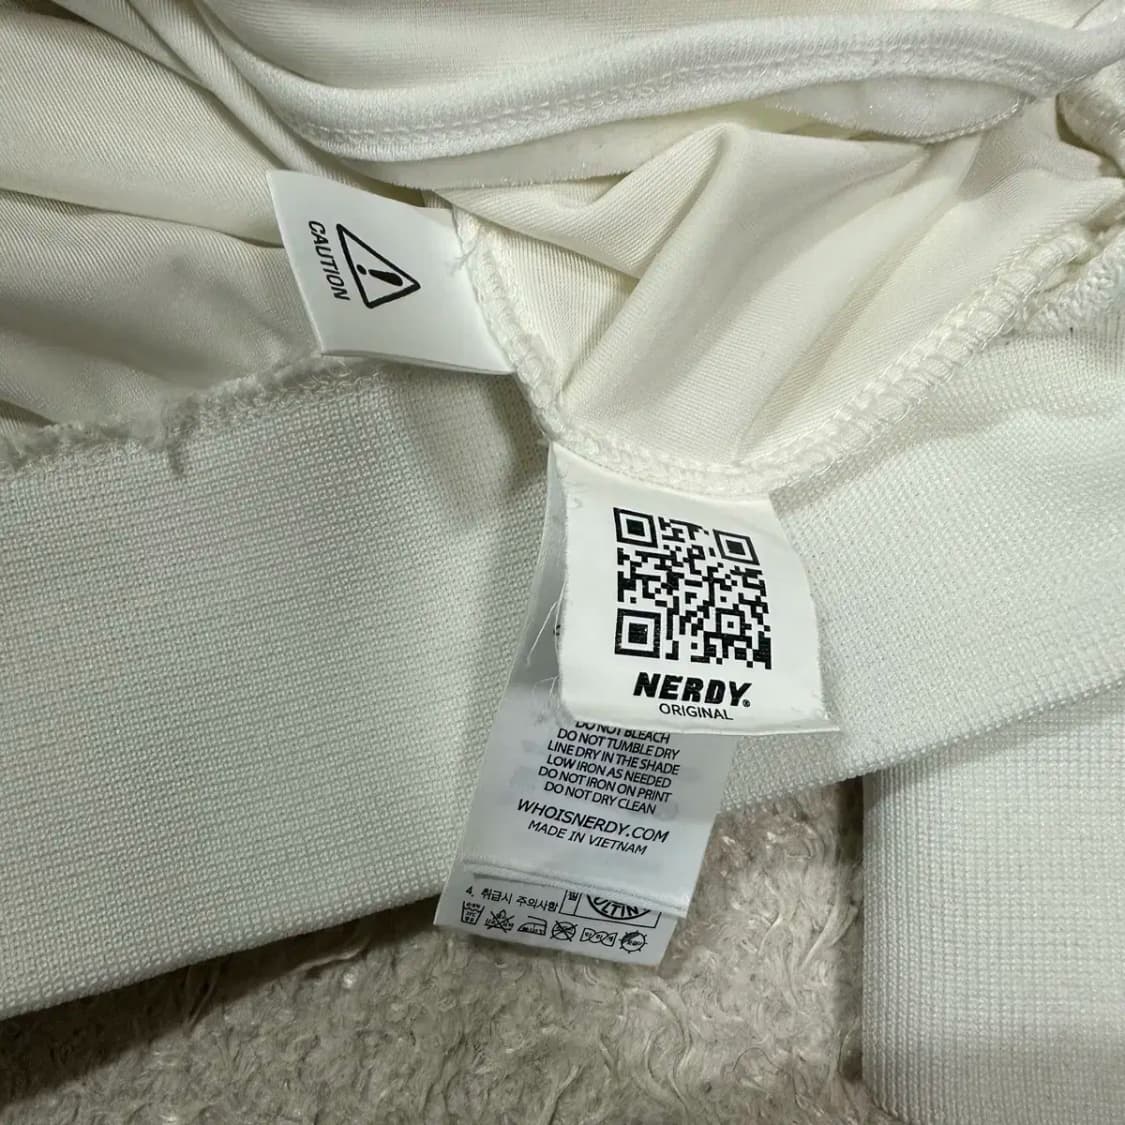 CAUTION
NERDY®
ORIGINAL
DO NOT BLEACH
DO NOT TUMBLE DRY
LINE DRY IN THE SHADE
LOW IRON AS NEEDED
DO NOT IRON ON PRINT
DO NOT DRY CLEAN
WHOISNERDY.COM
MADE IN VIETNAM
4. 취급시 주의사항